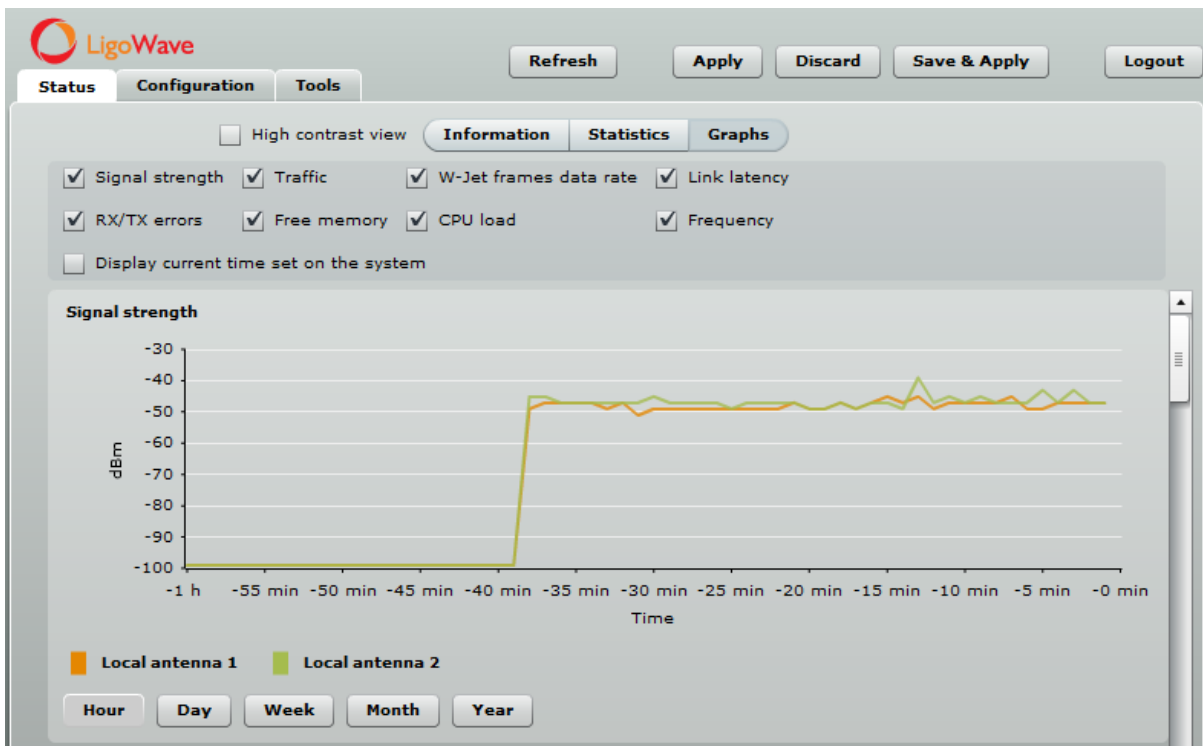 LigoWave
Refresh Apply Discard Save & Apply Logout
Status Configuration Tools
High contrast view Information Statistics Graphs
Signal strength Traffic W-Jet frames data rate Link latency
RX/TX errors Free memory CPU load Frequency
Display current time set on the system
Signal strength
-30
-40
-50
-60
-70
-80
-90
-100
dBm
-1 h -55 min -50 min -45 min -40 min -35 min -30 min -25 min -20 min -15 min -10 min -5 min -0 min
Time
Local antenna 1 Local antenna 2
Hour Day Week Month Year